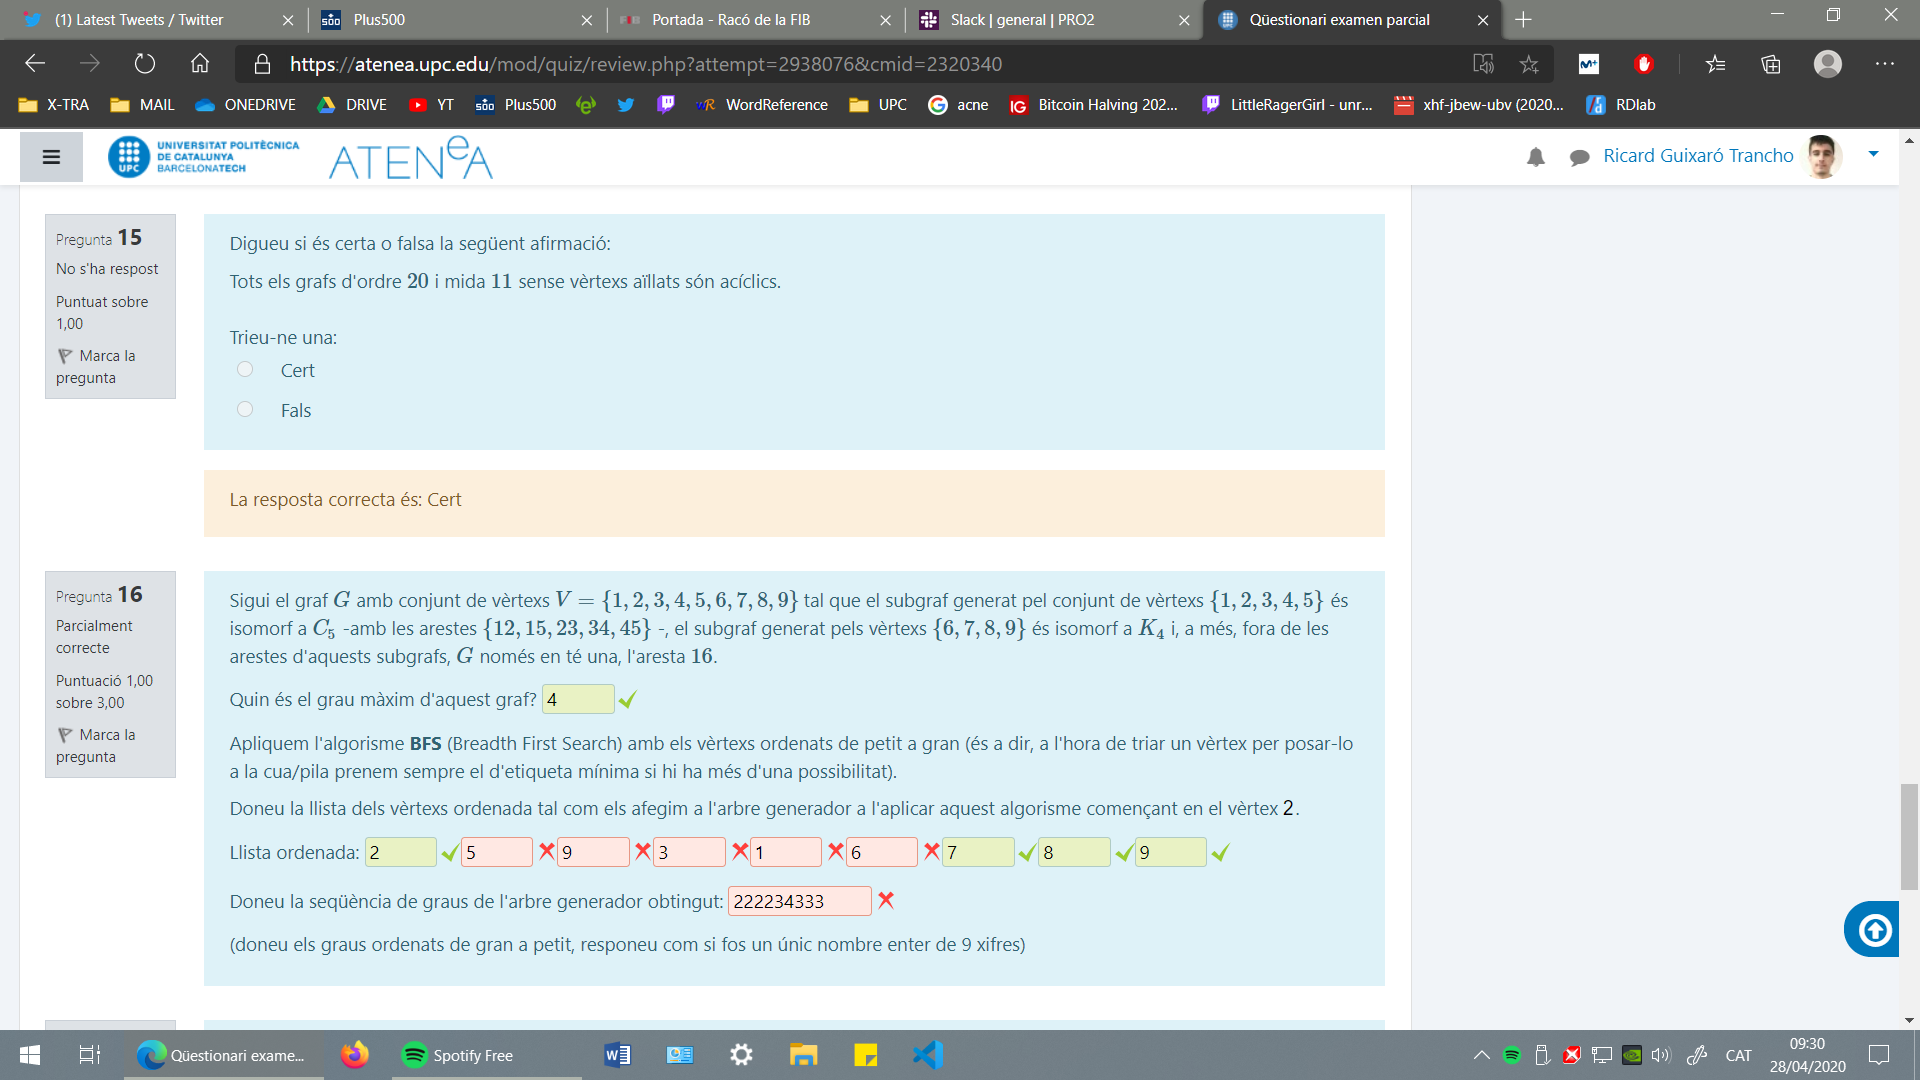 (1) Latest Tweets / Twitter
Plus500
Portada - Racó de la FIB
Slack | general | PRO2
Qüestionari examen parcial
https://atenea.upc.edu/mod/quiz/review.php?attempt=2938076&cmid=2320340
X-TRA MAIL ONEDRIVE DRIVE YT Plus500 WordReference UPC acne Bitcoin Halving 202... LittleRagerGirl - unr... xhf-jbew-ubv (2020... RDlab
UPC
UNIVERSITAT POLITÈCNICA
DE CATALUNYA
BARCELONATECH
ATENeA
Ricard Guixaró Trancho
Pregunta 15
No s'ha respost
Puntuat sobre
1,00
Marca la
pregunta
Digueu si és certa o falsa la següent afirmació:
Tots els grafs d'ordre 20 i mida 11 sense vèrtexs aïllats són acíclics.
Trieu-ne una:
Cert
Fals
La resposta correcta és: Cert
Pregunta 16
Parcialment
correcte
Puntuació 1,00
sobre 3,00
Marca la
pregunta
Sigui el graf G amb conjunt de vèrtexs V = {1, 2, 3, 4, 5, 6, 7, 8, 9} tal que el subgraf generat pel conjunt de vèrtexs {1, 2, 3, 4, 5} és
isomorf a C₅ -amb les arestes {12, 15, 23, 34, 45} -, el subgraf generat pels vèrtexs {6, 7, 8, 9} és isomorf a K₄ i, a més, fora de les
arestes d'aquests subgrafs, G només en té una, l'aresta 16.
Quin és el grau màxim d'aquest graf? 4
Apliquem l'algorisme BFS (Breadth First Search) amb els vèrtexs ordenats de petit a gran (és a dir, a l'hora de triar un vèrtex per posar-lo
a la cua/pila prenem sempre el d'etiqueta mínima si hi ha més d'una possibilitat).
Doneu la llista dels vèrtexs ordenada tal com els afegim a l'arbre generador a l'aplicar aquest algorisme començant en el vèrtex 2.
Llista ordenada: 2 5 9 3 1 6 7 8 9
Doneu la seqüència de graus de l'arbre generador obtingut: 222234333
(doneu els graus ordenats de gran a petit, responeu com si fos un únic nombre enter de 9 xifres)
Qüestionari exame...
Spotify Free
CAT
09:30
28/04/2020